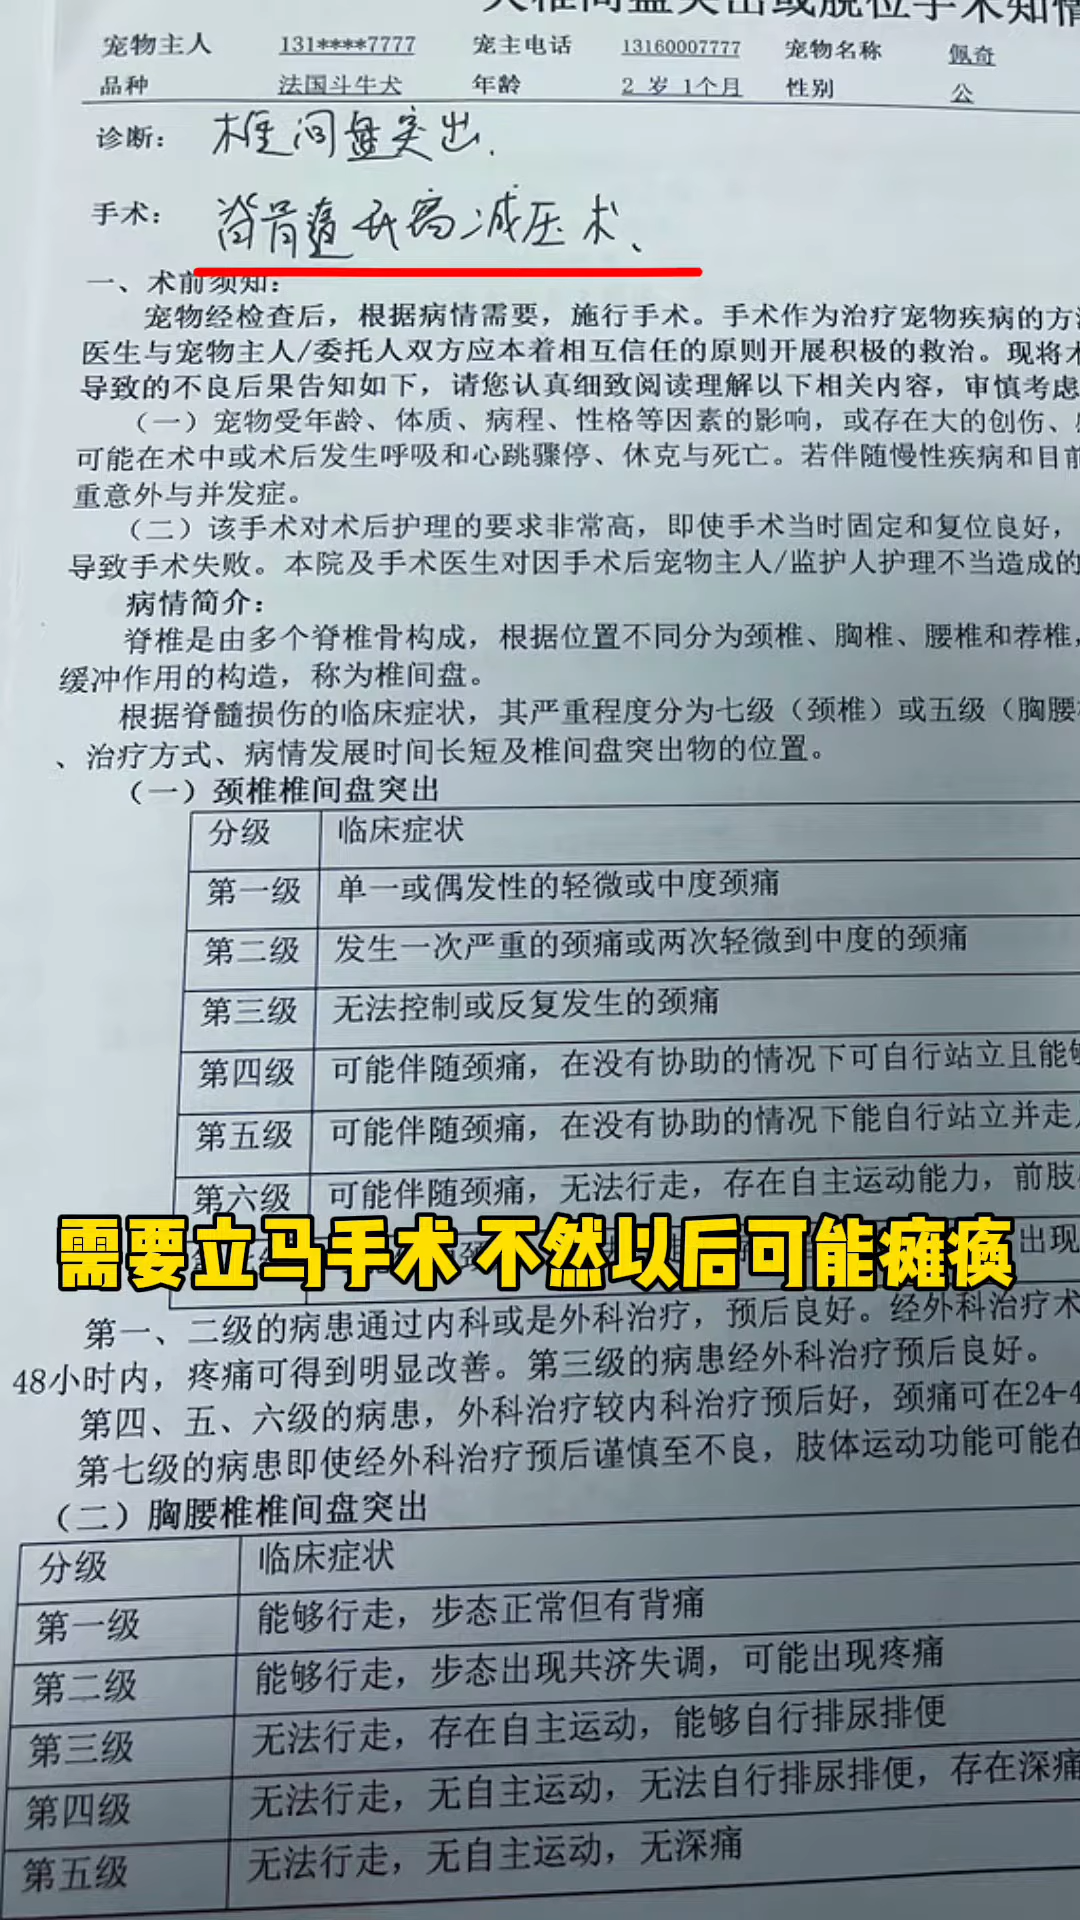 犬椎间盘突出或脱位手术知情
宠物主人 131****7777 宠主电话 13160007777 宠物名称 佩奇
品种 法国斗牛犬 年龄 2 岁 1个月 性别 公
诊断： 椎间盘突出.
手术： 脊骨道开窗减压术、
一、术前须知：
宠物经检查后，根据病情需要，施行手术。手术作为治疗宠物疾病的方
医生与宠物主人/委托人双方应本着相互信任的原则开展积极的救治。现将
导致的不良后果告知如下，请您认真细致阅读理解以下相关内容，审慎考虑
（一）宠物受年龄、体质、病程、性格等因素的影响，或存在大的创伤、
可能在术中或术后发生呼吸和心跳骤停、休克与死亡。若伴随慢性疾病和目前
重意外与并发症。
（二）该手术对术后护理的要求非常高，即使手术当时固定和复位良好，
导致手术失败。本院及手术医生对因手术后宠物主人/监护人护理不当造成的
病情简介：
脊椎是由多个脊椎骨构成，根据位置不同分为颈椎、胸椎、腰椎和荐椎，
缓冲作用的构造，称为椎间盘。
根据脊髓损伤的临床症状，其严重程度分为七级（颈椎）或五级（胸腰
、治疗方式、病情发展时间长短及椎间盘突出物的位置。
（一）颈椎椎间盘突出
分级 临床症状
第一级 单一或偶发性的轻微或中度颈痛
第二级 发生一次严重的颈痛或两次轻微到中度的颈痛
第三级 无法控制或反复发生的颈痛
第四级 可能伴随颈痛，在没有协助的情况下可自行站立且能够
第五级 可能伴随颈痛，在没有协助的情况下能自行站立并走
第六级 可能伴随颈痛，无法行走，存在自主运动能力，前肢
出现
需要立马手术 不然以后可能瘫痪
第一、二级的病患通过内科或是外科治疗，预后良好。经外科治疗术
48小时内，疼痛可得到明显改善。第三级的病患经外科治疗预后良好。
第四、五、六级的病患，外科治疗较内科治疗预后好，颈痛可在24-4
第七级的病患即使经外科治疗预后谨慎至不良，肢体运动功能可能在
（二）胸腰椎椎间盘突出
分级 临床症状
第一级 能够行走，步态正常但有背痛
第二级 能够行走，步态出现共济失调，可能出现疼痛
第三级 无法行走，存在自主运动，能够自行排尿排便
第四级 无法行走，无自主运动，无法自行排尿排便，存在深痛
第五级 无法行走，无自主运动，无深痛